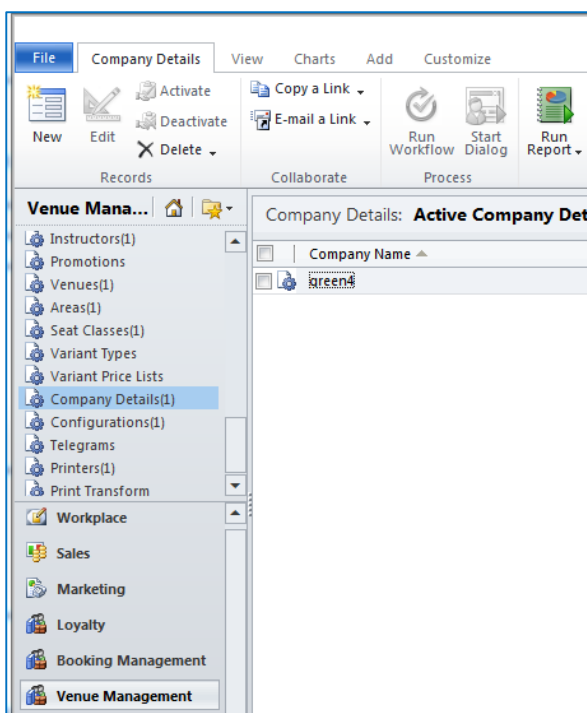 File Company Details View Charts Add Customize
New
Edit
Activate
Deactivate
Delete
Records
Copy a Link
E-mail a Link
Collaborate
Run Workflow
Start Dialog
Process
Run Report
Venue Mana...
Instructors(1)
Promotions
Venues(1)
Areas(1)
Seat Classes(1)
Variant Types
Variant Price Lists
Company Details(1)
Configurations(1)
Telegrams
Printers(1)
Print Transform
Workplace
Sales
Marketing
Loyalty
Booking Management
Venue Management
Company Details: Active Company Det
Company Name
green4